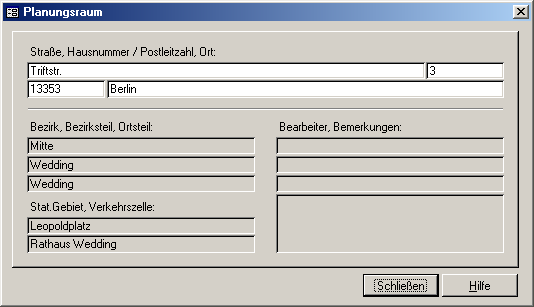 Planungsraum
Straße, Hausnummer / Postleitzahl, Ort:
Triftstr. 3
13353 Berlin
Bezirk, Bezirksteil, Ortsteil: Bearbeiter, Bemerkungen:
Mitte
Wedding
Wedding
Stat.Gebiet, Verkehrszelle:
Leopoldplatz
Rathaus Wedding
Schließen Hilfe